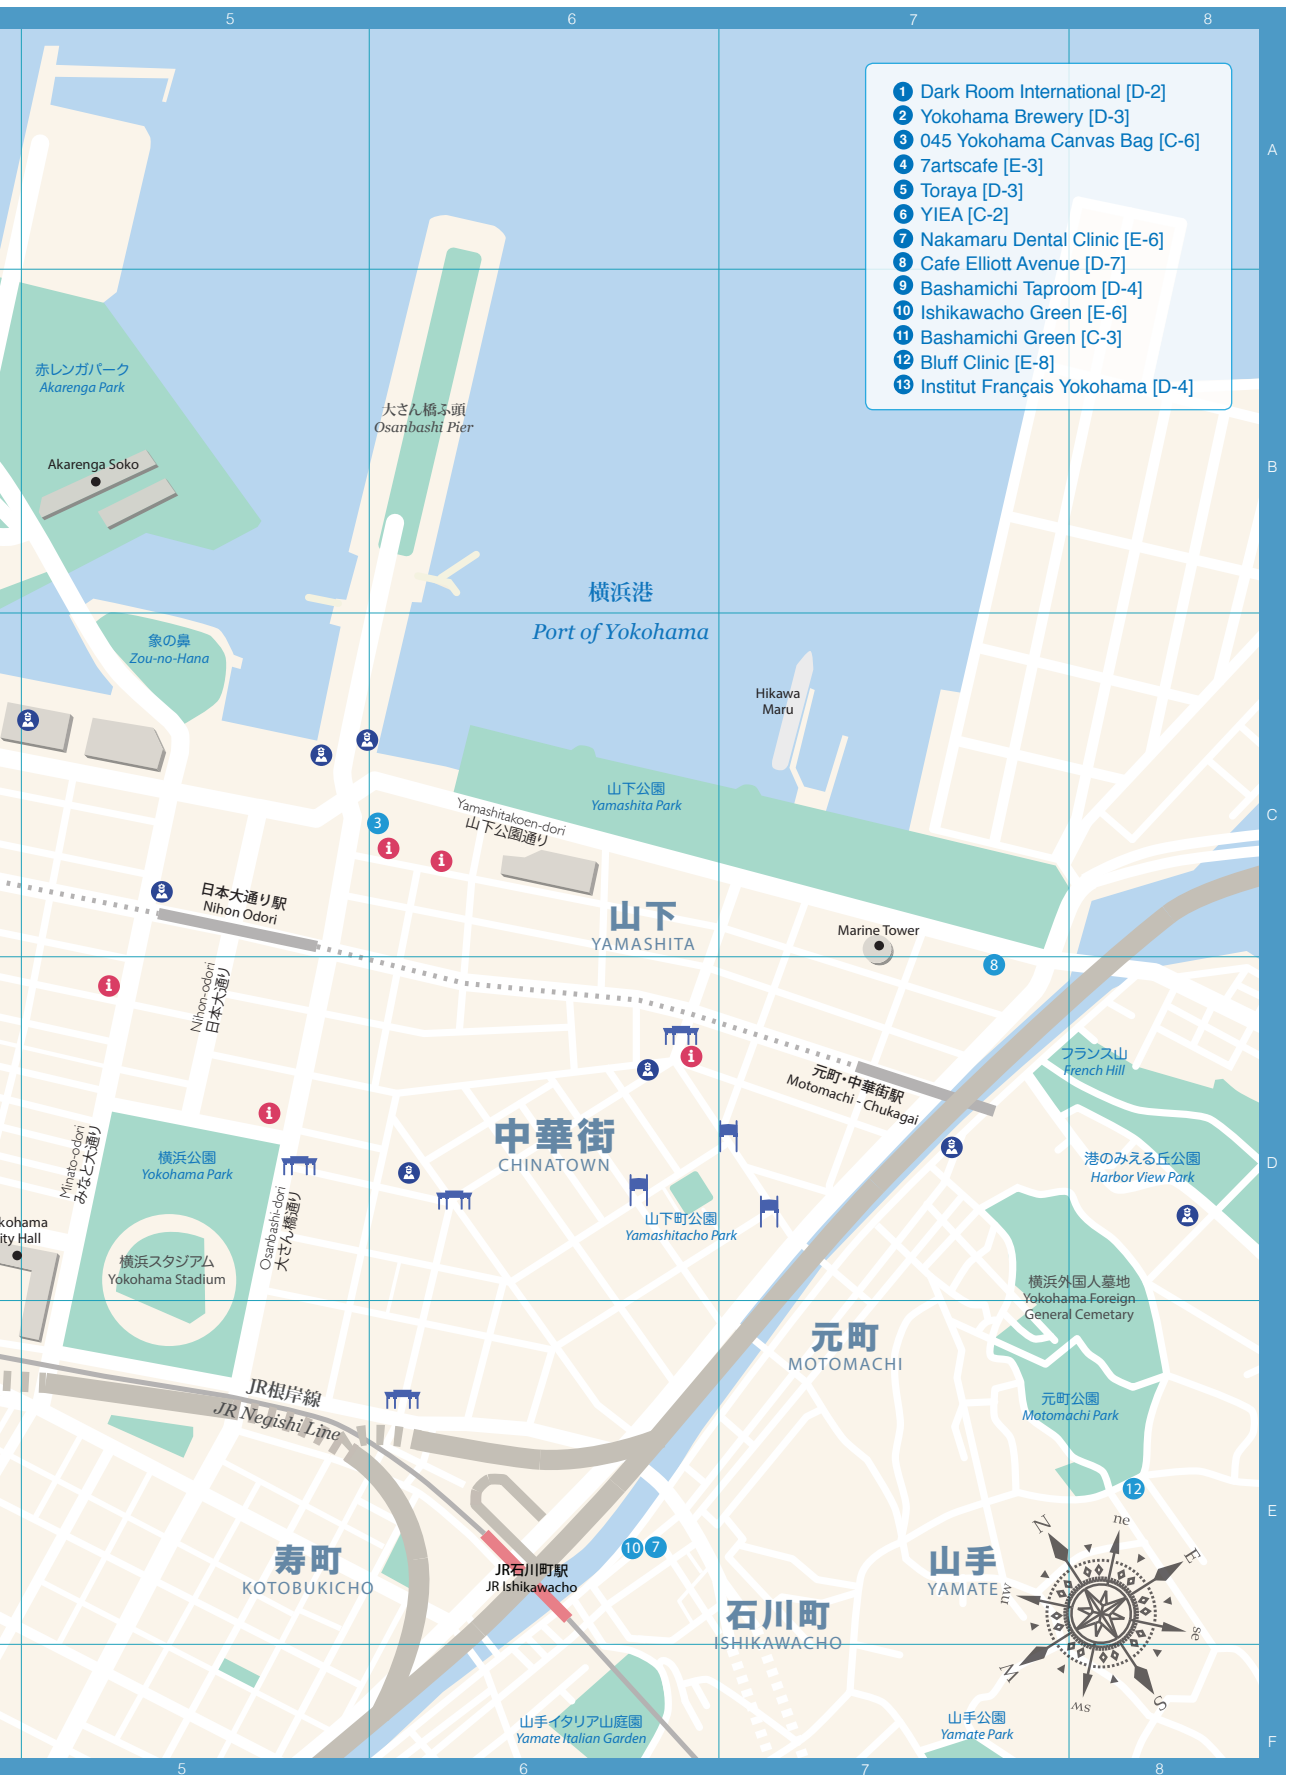 5
6
7
8
1 Dark Room International [D-2]
2 Yokohama Brewery [D-3]
3 045 Yokohama Canvas Bag [C-6]
4 7artscafe [E-3]
5 Toraya [D-3]
6 YIEA [C-2]
7 Nakamaru Dental Clinic [E-6]
8 Cafe Elliott Avenue [D-7]
9 Bashamichi Taproom [D-4]
10 Ishikawacho Green [E-6]
11 Bashamichi Green [C-3]
12 Bluff Clinic [E-8]
13 Institut Français Yokohama [D-4]
A
赤レンガパーク
Akarenga Park
大さん橋ふ頭
Osanbashi Pier
Akarenga Soko
B
横浜港
Port of Yokohama
象の鼻
Zou-no-Hana
Hikawa
Maru
山下公園
Yamashita Park
Yamashitakoen-dori
山下公園通り
3
C
日本大通り駅
Nihon Odori
山下
YAMASHITA
Marine Tower
8
Nihon-odori
日本大通り
フランス山
French Hill
元町・中華街駅
Motomachi - Chukagai
中華街
CHINATOWN
Minato-odori
みなと大通り
横浜公園
Yokohama Park
港のみえる丘公園
Harbor View Park
D
Osanbashi-dori
大さん橋通り
山下町公園
Yamashitacho Park
kohama
ity Hall
横浜スタジアム
Yokohama Stadium
横浜外国人墓地
Yokohama Foreign
General Cemetary
元町
MOTOMACHI
JR根岸線
JR Negishi Line
元町公園
Motomachi Park
12
E
10
7
寿町
KOTOBUKICHO
JR石川町駅
JR Ishikawacho
山手
YAMATE
石川町
ISHIKAWACHO
N
ne
E
se
S
sw
W
nw
山手イタリア山庭園
Yamate Italian Garden
山手公園
Yamate Park
F
5
6
7
8